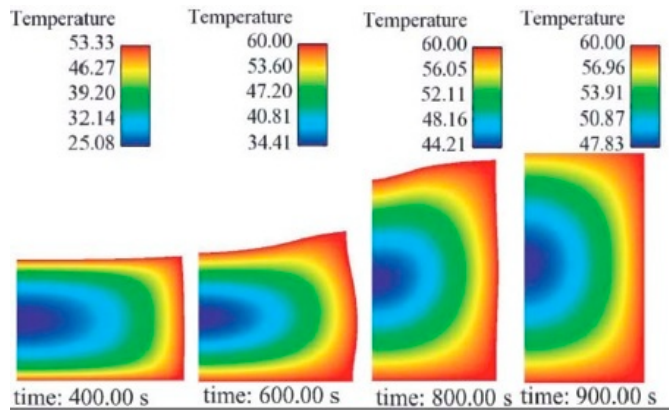 Temperature
53.33
46.27
39.20
32.14
25.08
time: 400.00 s
Temperature
60.00
53.60
47.20
40.81
34.41
time: 600.00 s
Temperature
60.00
56.05
52.11
48.16
44.21
time: 800.00 s
Temperature
60.00
56.96
53.91
50.87
47.83
time: 900.00 s